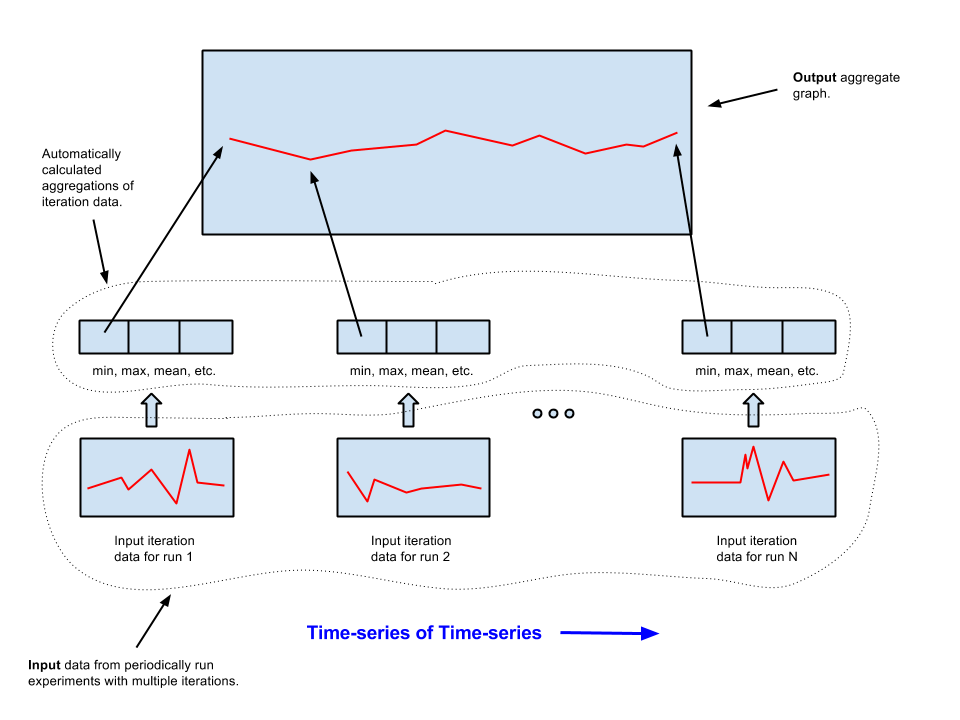 Output aggregate
graph.
Automatically
calculated
aggregations of
iteration data.
min, max, mean, etc.
min, max, mean, etc.
min, max, mean, etc.
Input iteration
data for run 1
Input iteration
data for run 2
Input iteration
data for run N
Time-series of Time-series
Input data from periodically run
experiments with multiple iterations.